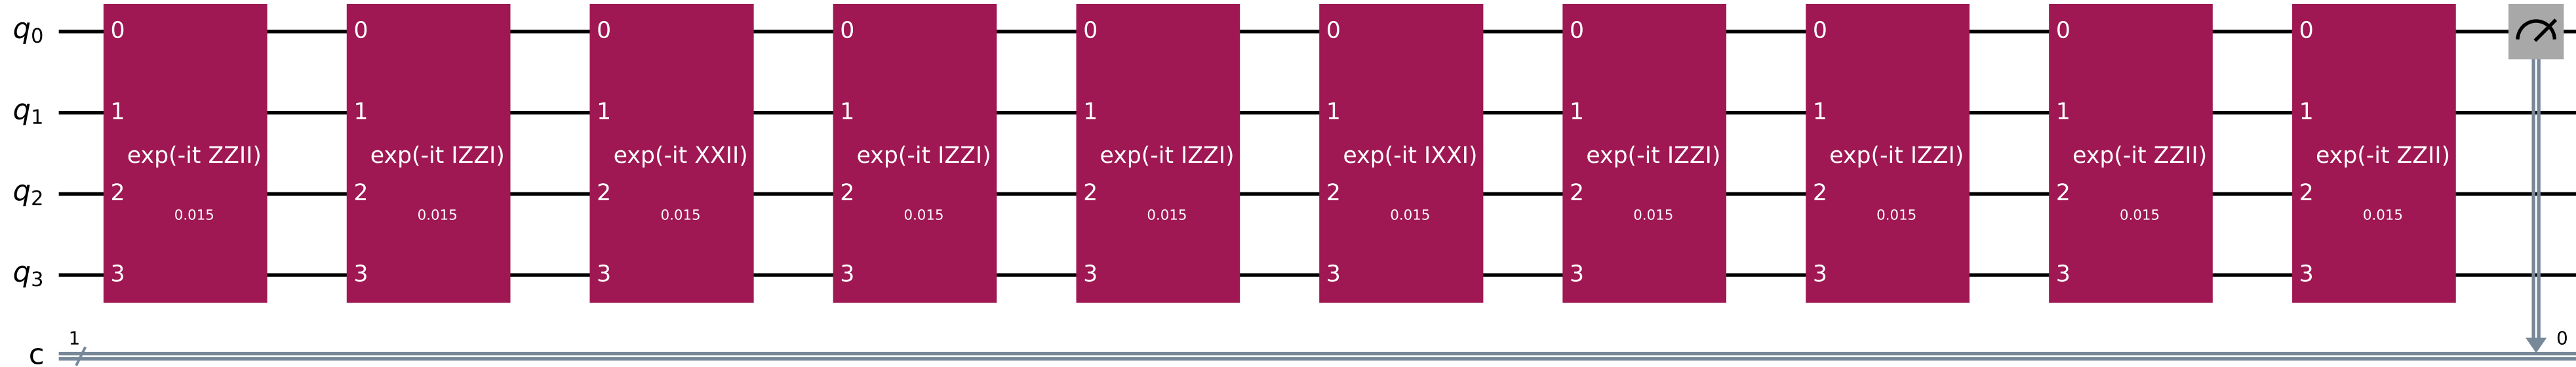 q0 0 0 0 0 0 0 0 0 0 0
q1 1 1 1 1 1 1 1 1 1 1
exp(-it ZZII) exp(-it IZZI) exp(-it XXII) exp(-it IZZI) exp(-it IZZI) exp(-it IXXI) exp(-it IZZI) exp(-it IZZI) exp(-it ZZII) exp(-it ZZII)
q2 2 2 2 2 2 2 2 2 2 2
0.015 0.015 0.015 0.015 0.015 0.015 0.015 0.015 0.015 0.015
q3 3 3 3 3 3 3 3 3 3 3
1 0
c